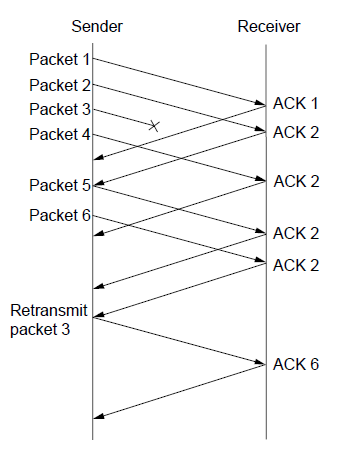 Sender
Receiver
Packet 1
Packet 2
Packet 3
Packet 4
Packet 5
Packet 6
Retransmit
packet 3
ACK 1
ACK 2
ACK 2
ACK 2
ACK 2
ACK 6